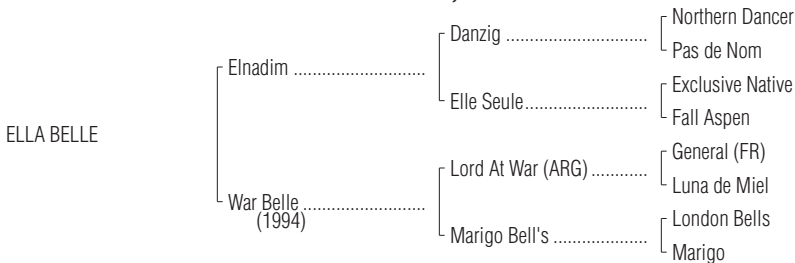 Northern Dancer
Danzig ..............................
Pas de Nom
Elnadim ............................
Exclusive Native
Elle Seule..........................
Fall Aspen
ELLA BELLE
General (FR)
Lord At War (ARG) ............
Luna de Miel
War Belle ..........................
(1994)
London Bells
Marigo Bell's ....................
Marigo